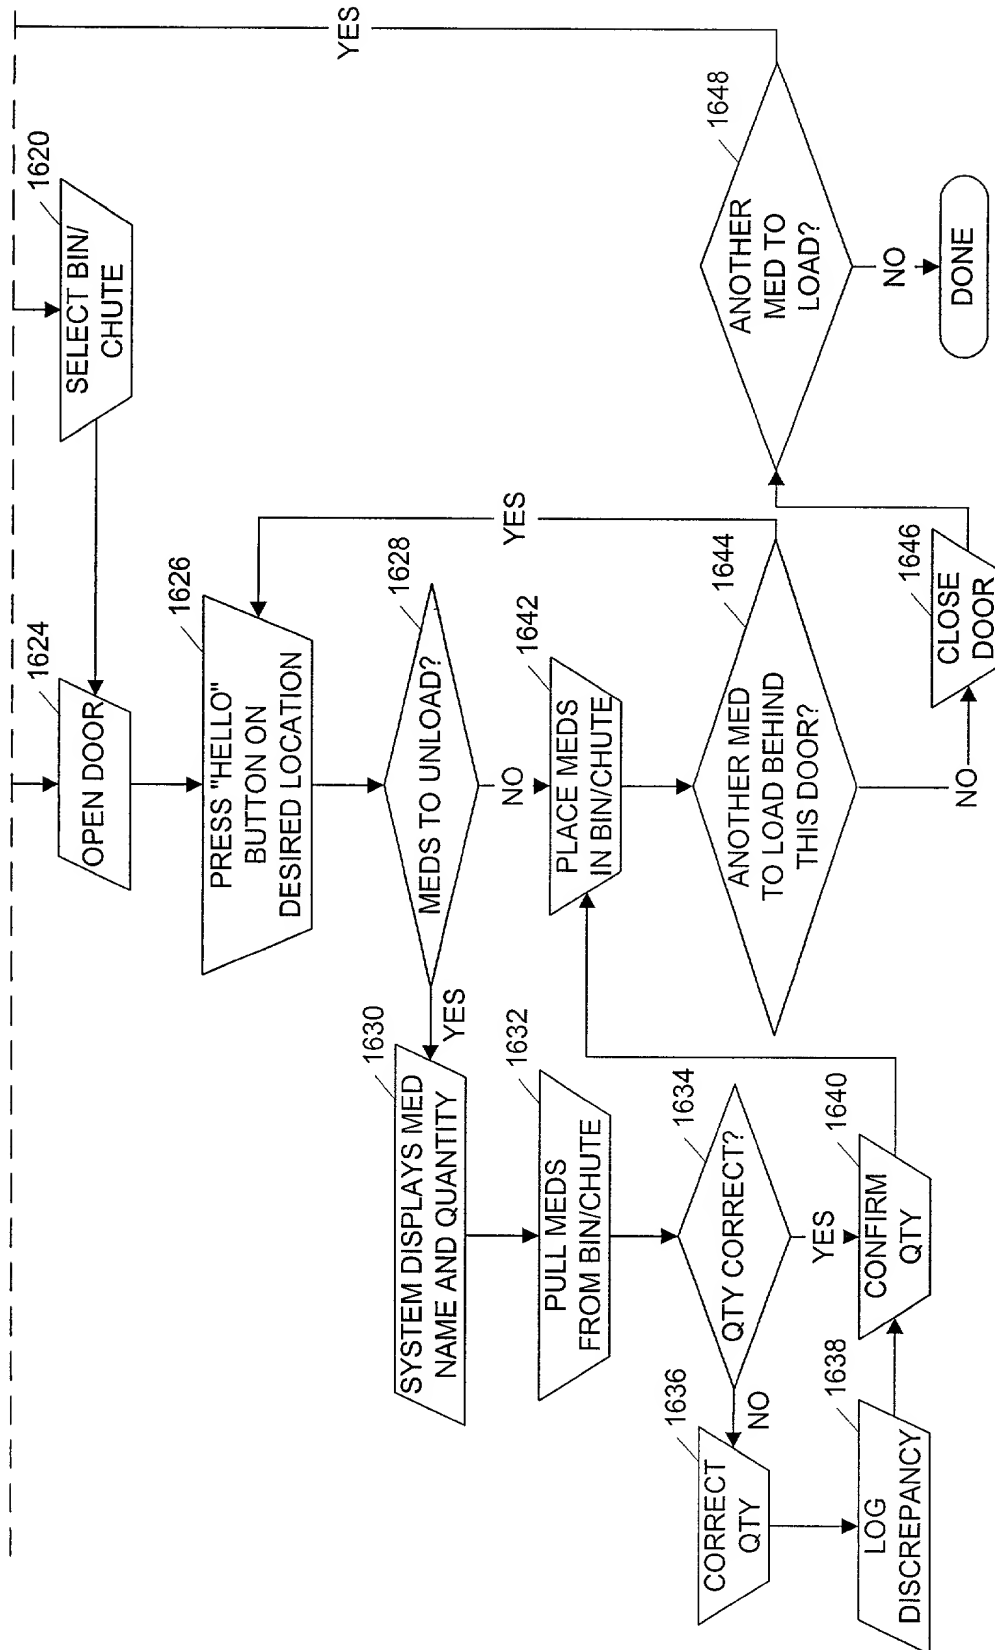 1620
SELECT BIN/
CHUTE
YES
1624
OPEN DOOR
1626
PRESS "HELLO"
BUTTON ON
DESIRED LOCATION
1628
MEDS TO UNLOAD?
YES
NO
1630
SYSTEM DISPLAYS MED
NAME AND QUANTITY
1632
PULL MEDS
FROM BIN/CHUTE
1634
QTY CORRECT?
NO
YES
1636
CORRECT
QTY
1638
LOG
DISCREPANCY
1640
CONFIRM
QTY
1642
PLACE MEDS
IN BIN/CHUTE
1644
ANOTHER MED
TO LOAD BEHIND
THIS DOOR?
YES
NO
1646
CLOSE
DOOR
1648
ANOTHER
MED TO
LOAD?
NO
DONE